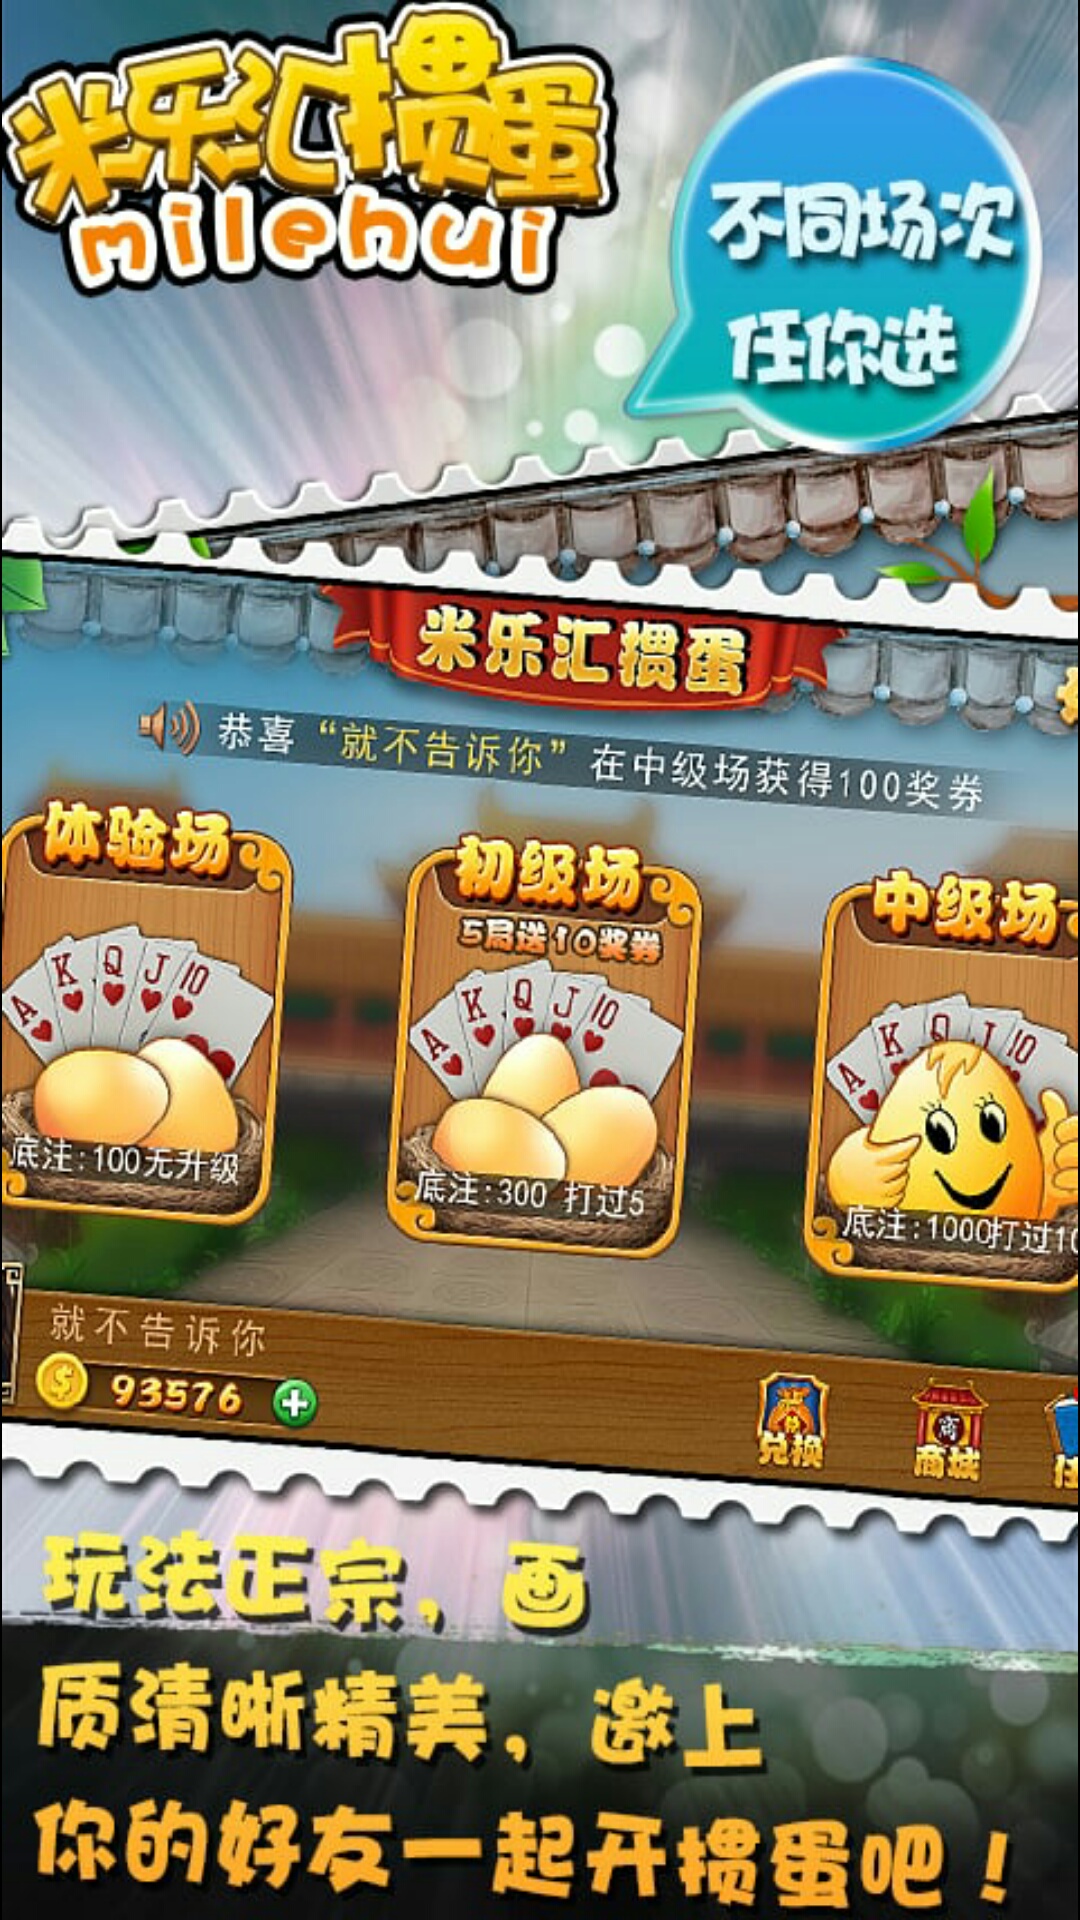 米乐汇掼蛋
milehui
不同场次
任你选
米乐汇掼蛋
恭喜“就不告诉你”在中级场获得100奖券
体验场
初级场
5局送10奖券
中级场
A K Q J 10
A K Q J 10
A K Q J 10
底注:100无升级
底注:300 打过5
底注:1000打过10
就不告诉你
93576
兑换
商
商城
玩法正宗，画
质清晰精美，邀上
你的好友一起开掼蛋吧！